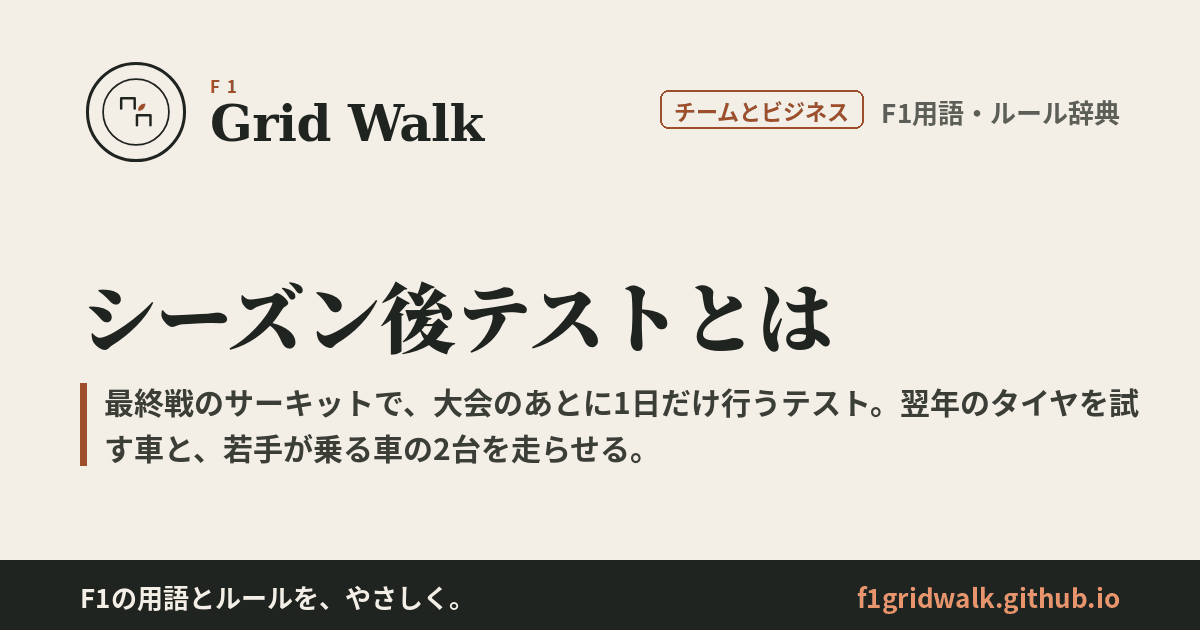 F1
Grid Walk
チームとビジネス
F1用語・ルール辞典
シーズン後テストとは
最終戦のサーキットで、大会のあとに1日だけ行うテスト。翌年のタイヤを試
す車と、若手が乗る車の2台を走らせる。
F1の用語とルールを、やさしく。
f1gridwalk.github.io